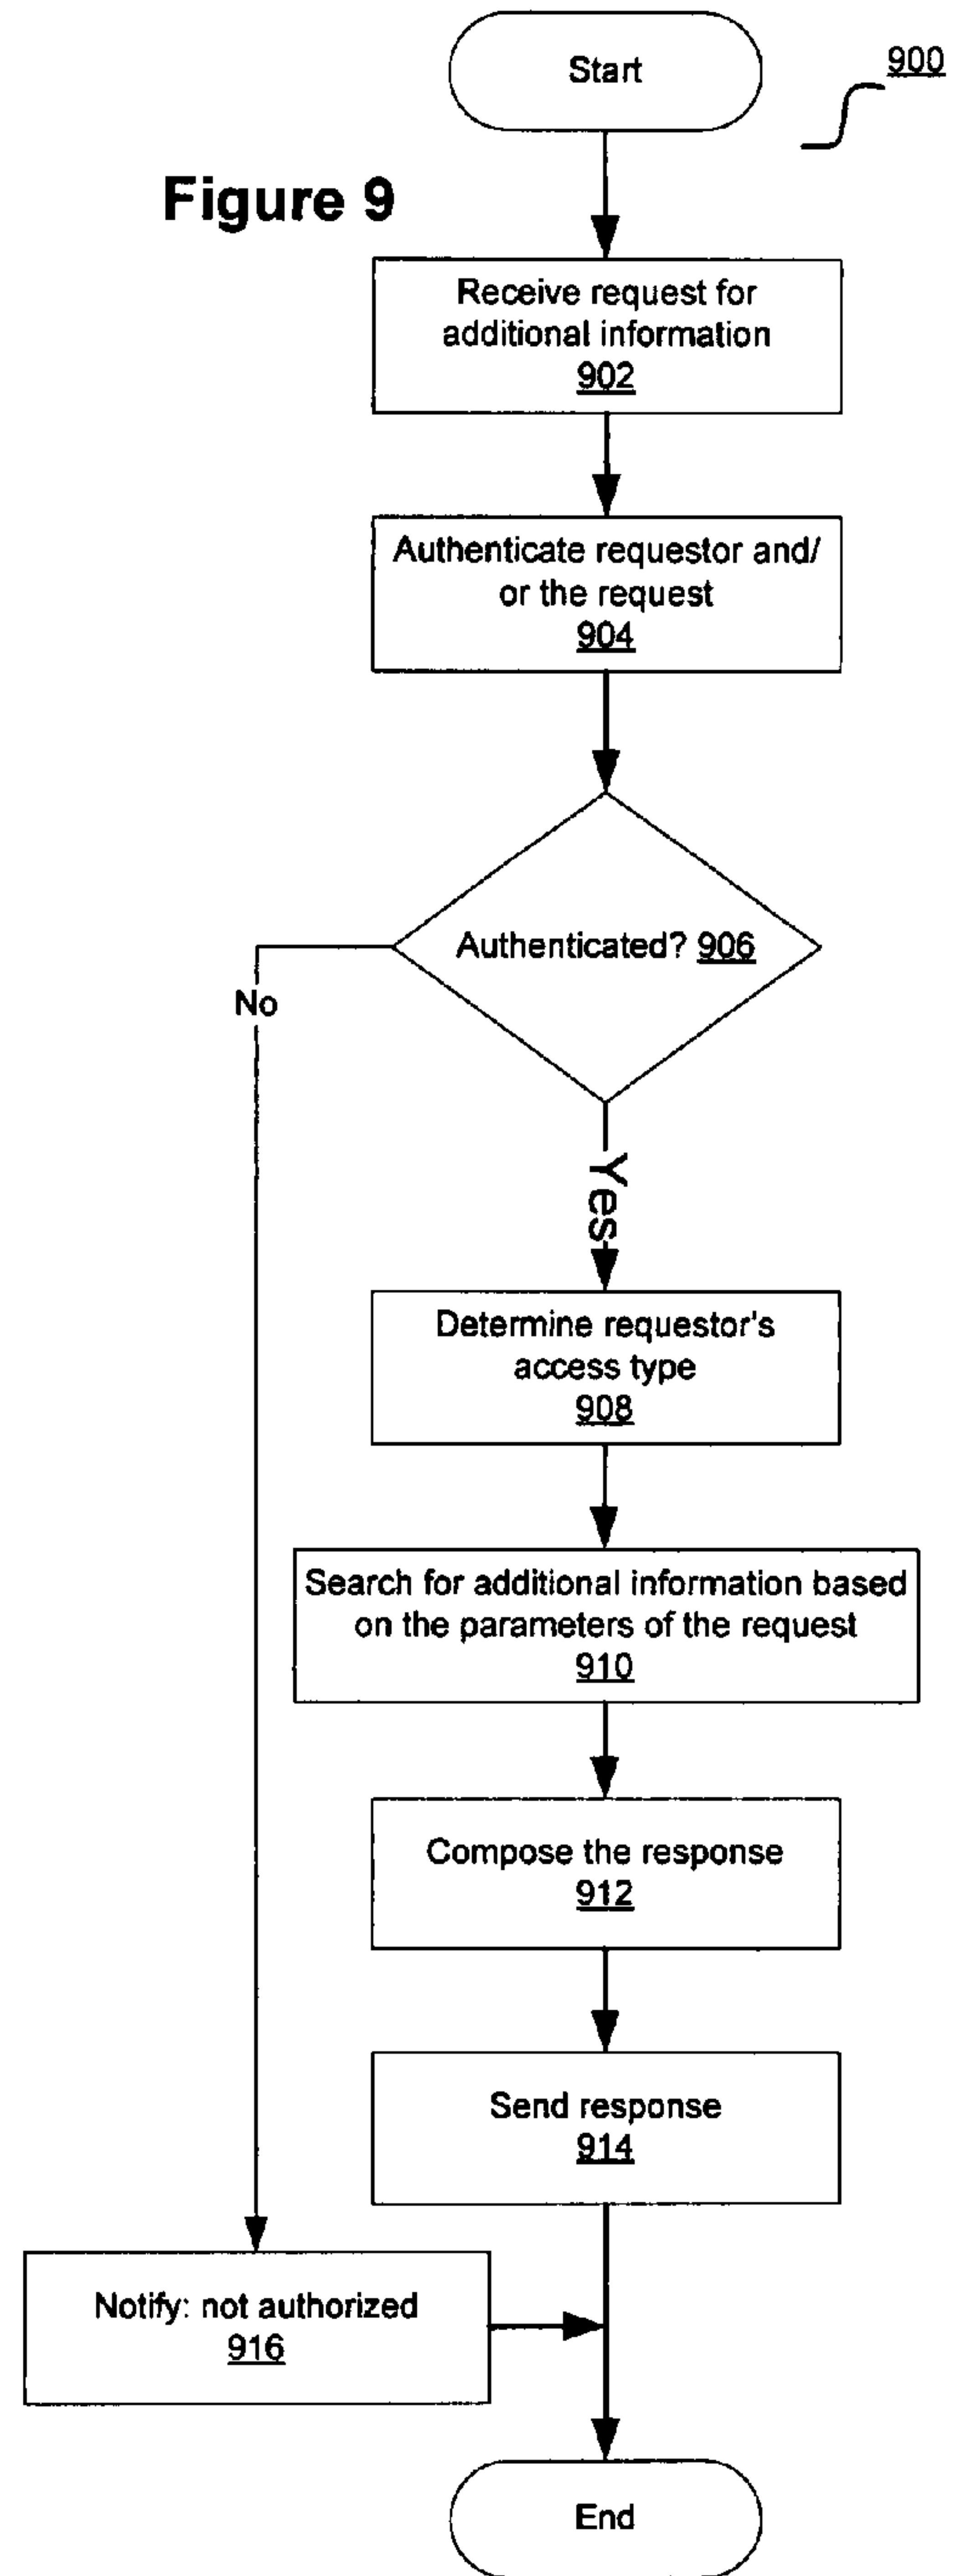 Start
900
Figure 9
Receive request for
additional information
902
Authenticate requestor and/
or the request
904
Authenticated? 906
No
Yes
Determine requestor's
access type
908
Search for additional information based
on the parameters of the request
910
Compose the response
912
Send response
914
Notify: not authorized
916
End